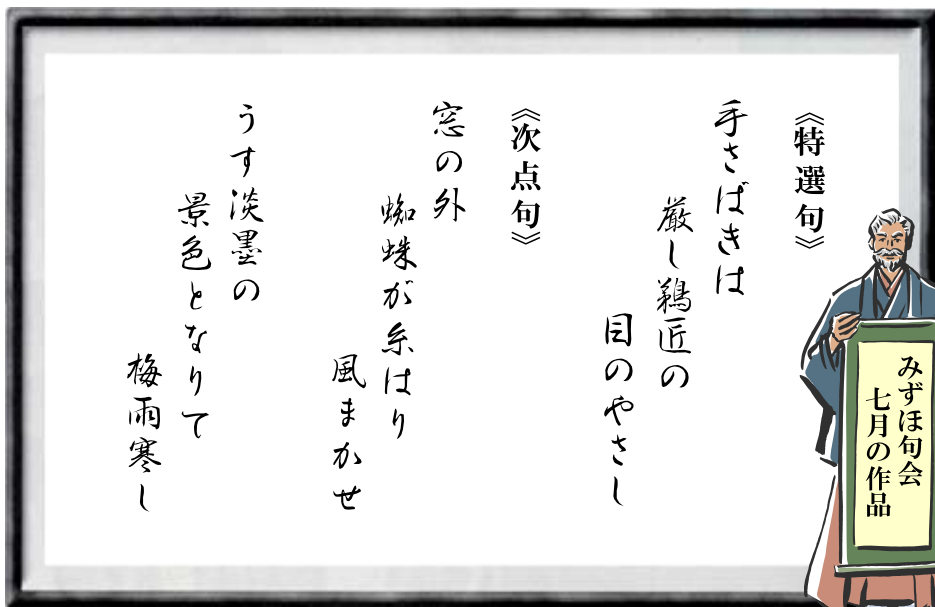 《特選句》
手さばきは
厳し鵜匠の
目のやさし
《次点句》
窓の外
蜘蛛が糸はり
風まかせ
うす淡墨の
景色となりて
梅雨寒し
みずほ句会
七月の作品